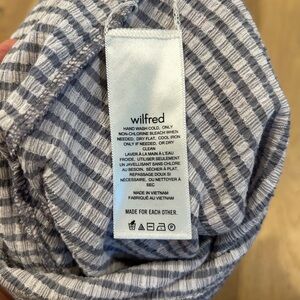 wilfred
HAND WASH COLD, ONLY
NON-CHLORINE BLEACH WHEN
NEEDED, DRY FLAT, COOL IRON
ONLY IF NEEDED, OR DRY
CLEAN
LAVER À LA MAIN À L'EAU
FROIDE, UTILISER SEULEMENT
UN JAVELLISANT SANS CHLORE
AU BESOIN, SÉCHER À PLAT,
REPASSAGE DOUX SI
NÉCESSAIRE, OU NETTOYER À
SEC
MADE IN VIETNAM
FABRIQUÉ AU VIETNAM
MADE FOR EACH OTHER.